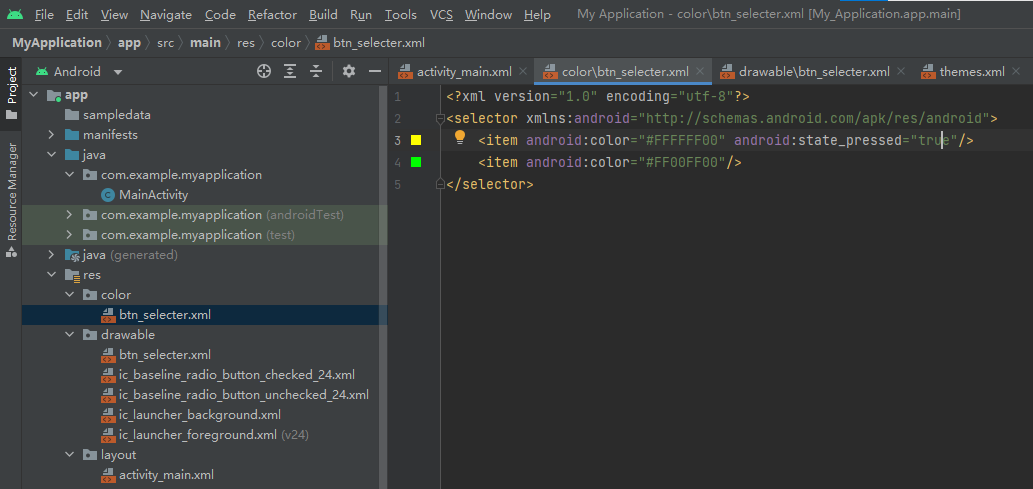 File Edit View Navigate Code Refactor Build Run Tools VCS Window Help My Application - color\btn_selecter.xml [My_Application.app.main]
MyApplication app src main res color btn_selecter.xml
Project
Resource Manager
Android
app
sampledata
manifests
java
com.example.myapplication
MainActivity
com.example.myapplication (androidTest)
com.example.myapplication (test)
java (generated)
res
color
btn_selecter.xml
drawable
btn_selecter.xml
ic_baseline_radio_button_checked_24.xml
ic_baseline_radio_button_unchecked_24.xml
ic_launcher_background.xml
ic_launcher_foreground.xml (v24)
layout
activity_main.xml
activity_main.xml color\btn_selecter.xml drawable\btn_selecter.xml themes.xml
1 <?xml version="1.0" encoding="utf-8"?>
2 <selector xmlns:android="http://schemas.android.com/apk/res/android">
3 <item android:color="#FFFFFF00" android:state_pressed="true"/>
4 <item android:color="#FF00FF00"/>
5 </selector>